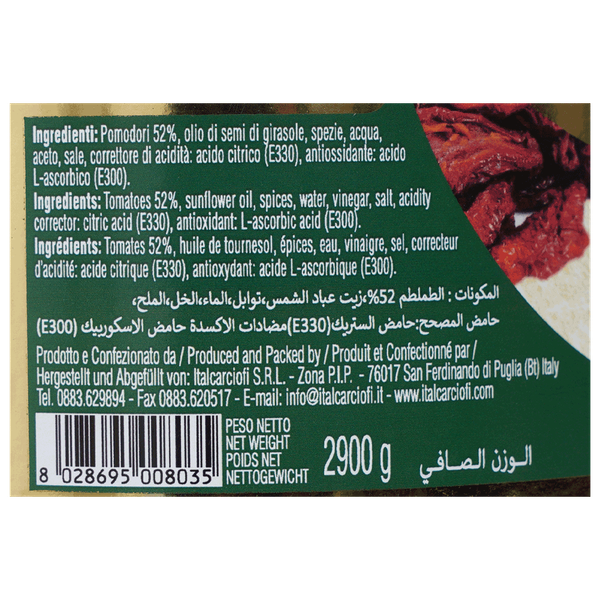 Ingredienti: Pomodori 52%, olio di semi di girasole, spezie, acqua,
aceto, sale, correttore di acidità: acido citrico (E330), antiossidante: acido
L-ascorbico (E300).
Ingredients: Tomatoes 52%, sunflower oil, spices, water, vinegar, salt, acidity
corrector: citric acid (E330), antioxidant: L-ascorbic acid (E300).
Ingrédients: Tomates 52%, huile de tournesol, épices, eau, vinaigre, sel, correcteur
d'acidité: acide citrique (E330), antioxydant: acide L-ascorbique (E300).
المكونات : الطملطم 52%،زيت عباد الشمس،توابل،الماء،الخل،الملح،
حامض المصحح:حامض الستريك(E330)مضادات الاكسدة حامض الاسكوربيك (E300)
Prodotto e Confezionato da / Produced and Packed by / Produit et Confectionné par /
Hergestellt und Abgefüllt von: Italcarciofi S.R.L. - Zona P.I.P. - 76017 San Ferdinando di Puglia (Bt) Italy
Tel. 0883.629894 - Fax 0883.620517 - E-mail: info@italcarciofi.it - www.italcarciofi.com
PESO NETTO
NET WEIGHT
POIDS NET
NETTOGEWICHT
2900 g
الوزن الصافي
8 028695 008035